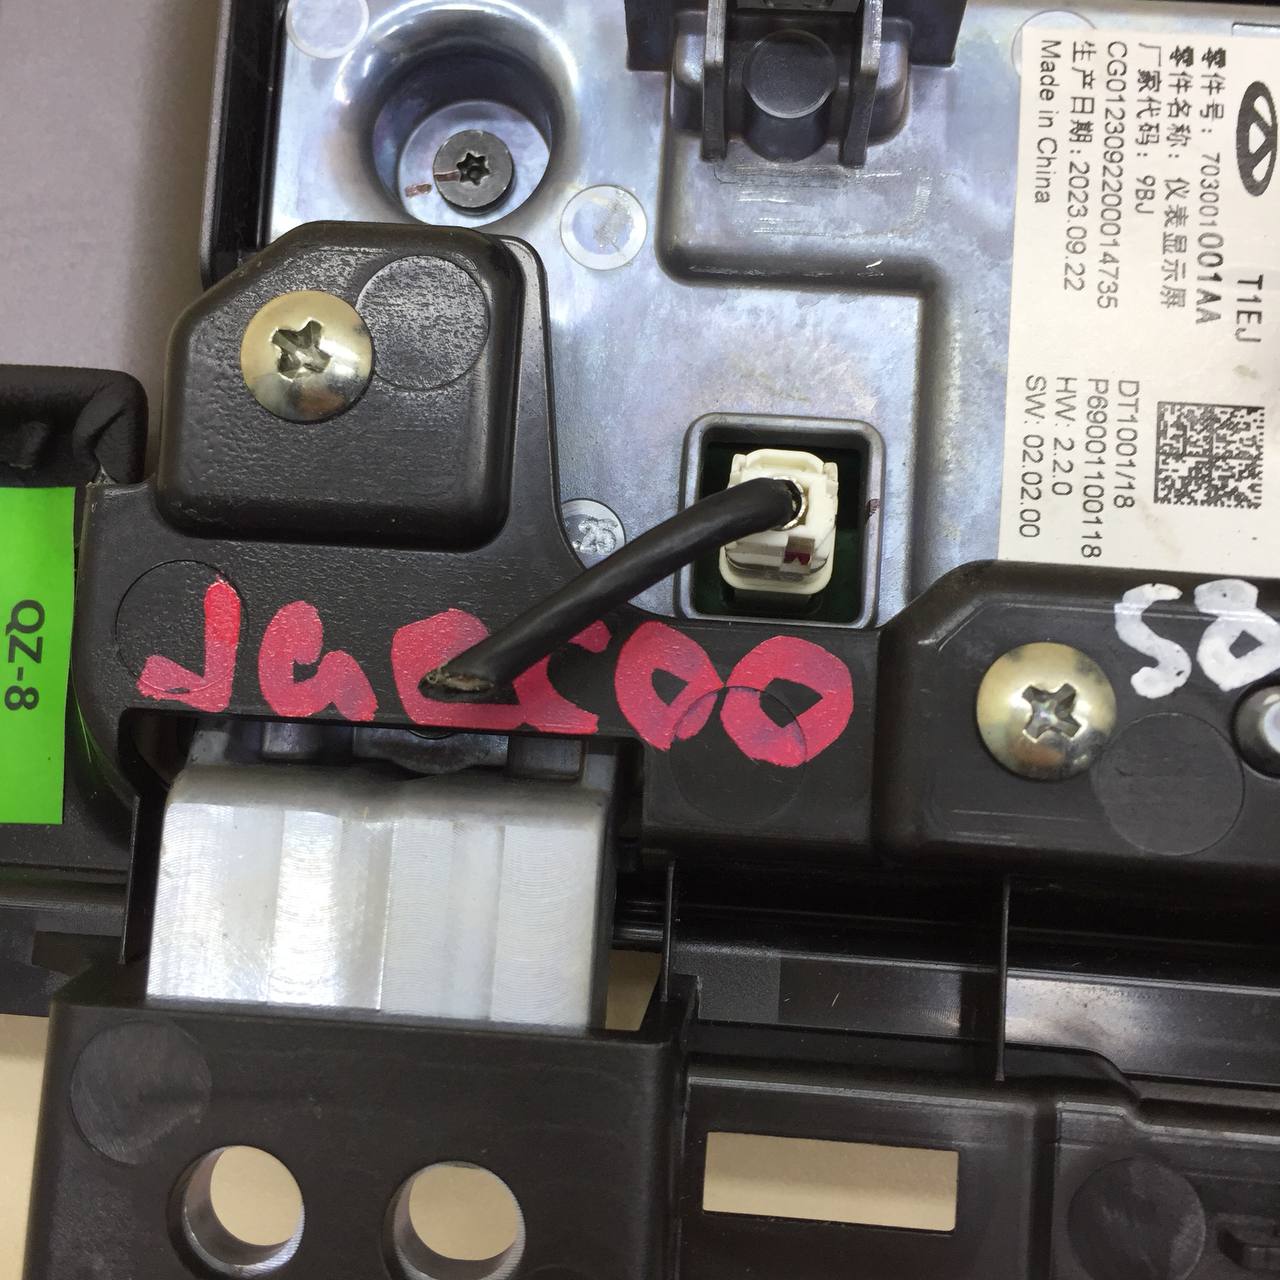 T1EJ
零件号：703001001AA
零件名称：仪表显示屏
厂家代码：9BJ
CG0123092200014735
生产日期：2023.09.22
Made in China
DT1001/18
P69001100118
HW: 2.2.0
SW: 02.02.00
QZ-8